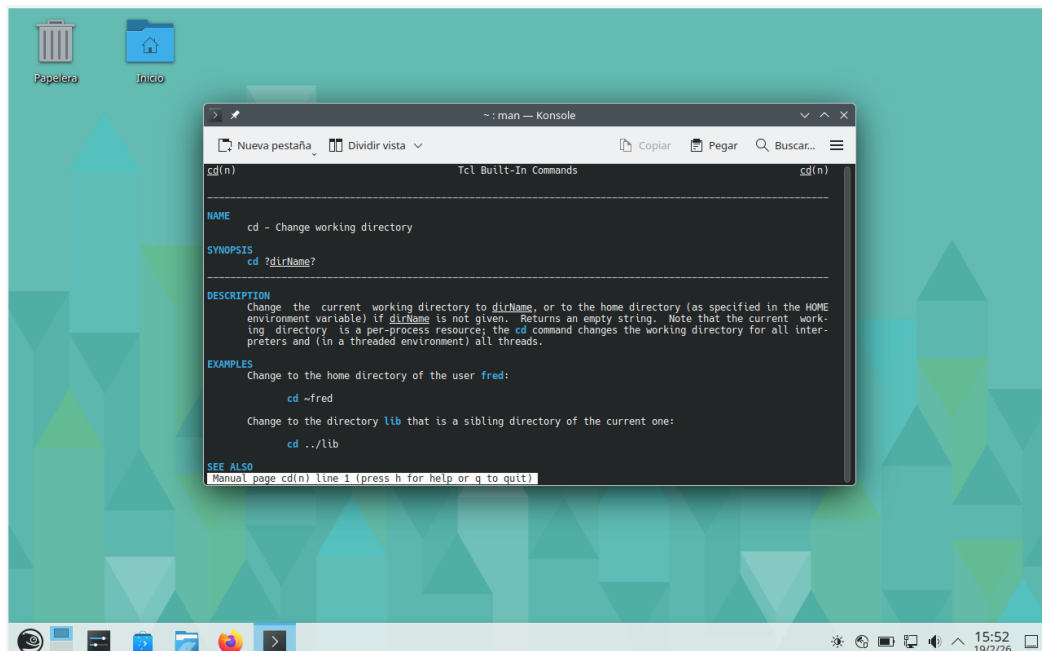 Papelera
Inicio
~ : man — Konsole
Nueva pestaña
Dividir vista
Copiar
Pegar
Buscar...
cd(n) Tcl Built-In Commands cd(n)
NAME
cd - Change working directory
SYNOPSIS
cd ?dirName?
DESCRIPTION
Change the current working directory to dirName, or to the home directory (as specified in the HOME
environment variable) if dirName is not given. Returns an empty string. Note that the current work-
ing directory is a per-process resource; the cd command changes the working directory for all inter-
preters and (in a threaded environment) all threads.
EXAMPLES
Change to the home directory of the user fred:
cd ~fred
Change to the directory lib that is a sibling directory of the current one:
cd ../lib
SEE ALSO
Manual page cd(n) line 1 (press h for help or q to quit)
15:52
19/2/26